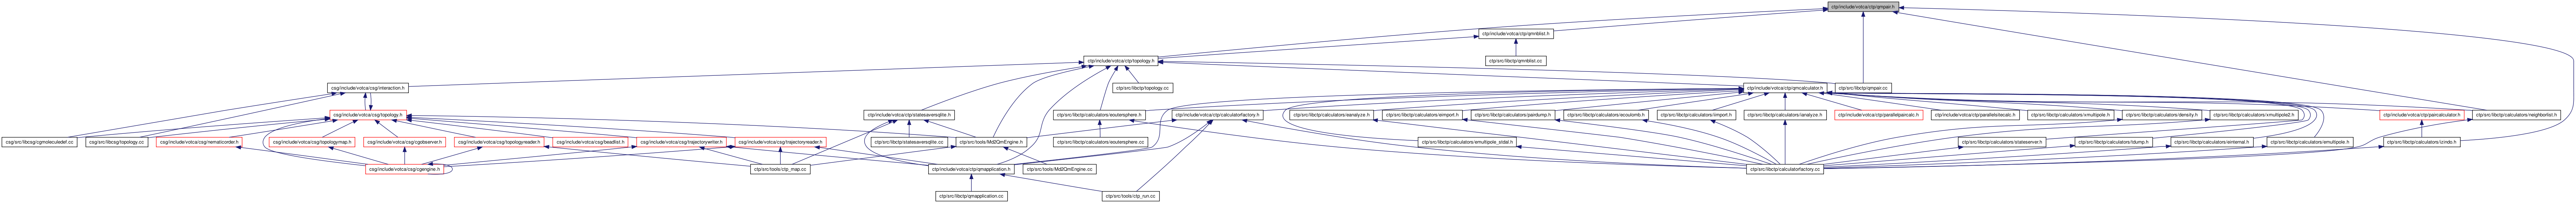 ctp/include/votca/ctp/qmpair.h
ctp/include/votca/ctp/qmnblist.h
ctp/src/libctp/qmnblist.cc
ctp/include/votca/ctp/topology.h
csg/include/votca/csg/interaction.h
ctp/src/libctp/topology.cc
ctp/include/votca/ctp/qmcalculator.h
ctp/src/libctp/qmpair.cc
csg/include/votca/csg/topology.h
ctp/include/votca/ctp/statesaversqlite.h
ctp/src/libctp/calculators/eoutersphere.h
ctp/include/votca/ctp/calculatorfactory.h
ctp/src/libctp/calculators/eanalyze.h
ctp/src/libctp/calculators/eimport.h
ctp/src/libctp/calculators/pairdump.h
ctp/src/libctp/calculators/ecoulomb.h
ctp/src/libctp/calculators/iimport.h
ctp/src/libctp/calculators/ianalyze.h
ctp/include/votca/ctp/parallelpaircalc.h
ctp/include/votca/ctp/parallelsitecalc.h
ctp/src/libctp/calculators/xmultipole.h
ctp/src/libctp/calculators/density.h
ctp/src/libctp/calculators/xmultipole2.h
ctp/include/votca/ctp/paircalculator.h
ctp/src/libctp/calculators/neighborlist.h
csg/src/libcsg/cgmoleculedef.cc
csg/src/libcsg/topology.cc
csg/include/votca/csg/nematicorder.h
csg/include/votca/csg/topologymap.h
csg/include/votca/csg/cgobserver.h
csg/include/votca/csg/topologyreader.h
csg/include/votca/csg/beadlist.h
csg/include/votca/csg/trajectorywriter.h
csg/include/votca/csg/trajectoryreader.h
ctp/src/libctp/statesaversqlite.cc
ctp/src/tools/Md2QmEngine.h
ctp/src/libctp/calculators/eoutersphere.cc
ctp/src/libctp/calculators/emultipole_stdal.h
ctp/src/libctp/calculators/stateserver.h
ctp/src/libctp/calculators/tdump.h
ctp/src/libctp/calculators/einternal.h
ctp/src/libctp/calculators/emultipole.h
ctp/src/libctp/calculators/izindo.h
csg/include/votca/csg/cgengine.h
ctp/src/tools/ctp_map.cc
ctp/include/votca/ctp/qmapplication.h
ctp/src/tools/Md2QmEngine.cc
ctp/src/libctp/calculatorfactory.cc
ctp/src/libctp/qmapplication.cc
ctp/src/tools/ctp_run.cc